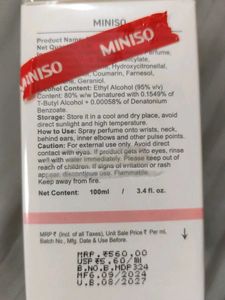 MINISO
Product Name:
Net Qua
MINISO
MINISO
Perfume,
Hydroxycitronellal,
Coumarin, Farnesol,
Geraniol.
Alcohol Content: Ethyl Alcohol (95% v/v)
Content: 80% w/w Denatured with 0.1549% of
T-Butyl Alcohol + 0.00058% of Denatonium
Benzoate.
Storage: Store it in a cool and dry place, avoid
direct sunlight and high temperature.
How to Use: Spray perfume onto wrists, neck,
behind ears, inner elbows and other pulse points.
Caution: For external use only. Avoid direct
contact with eyes. If product gets into eyes, rinse
well with water immediately. Please keep out of
reach of children. If signs of irritation or rash
appear, discontinue use. Flammable.
Keep away from fire.
Net Content: 100ml / 3.4 fl. oz.
MRP ₹ (Incl. of all Taxes), Unit Sale Price ₹ Per ml,
Batch No., Mfg. Date & Use Before.
MRP.₹560.00
USP ₹5.60/ml
B.NO.B.MDP324
MF6.09/2024
U.B.08/2027